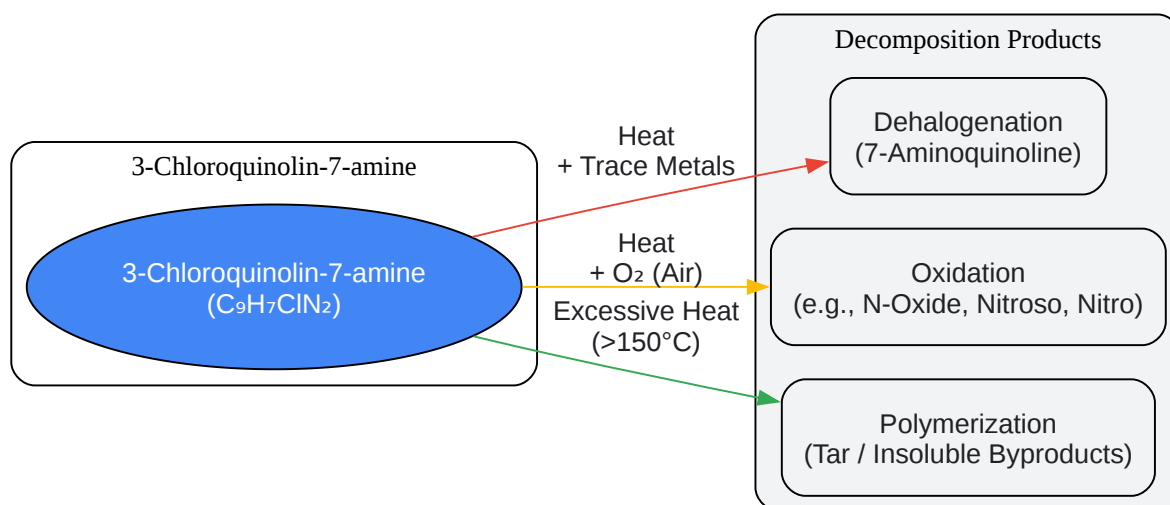 3-Chloroquinolin-7-amine
3-Chloroquinolin-7-amine
(C₉H₇ClN₂)
Heat
+ Trace Metals
Heat
+ O₂ (Air)
Excessive Heat
(>150°C)
Decomposition Products
Dehalogenation
(7-Aminoquinoline)
Oxidation
(e.g., N-Oxide, Nitroso, Nitro)
Polymerization
(Tar / Insoluble Byproducts)